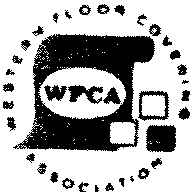 WESTERN FLOOR COVERING
WFCA
ASSOCIATION